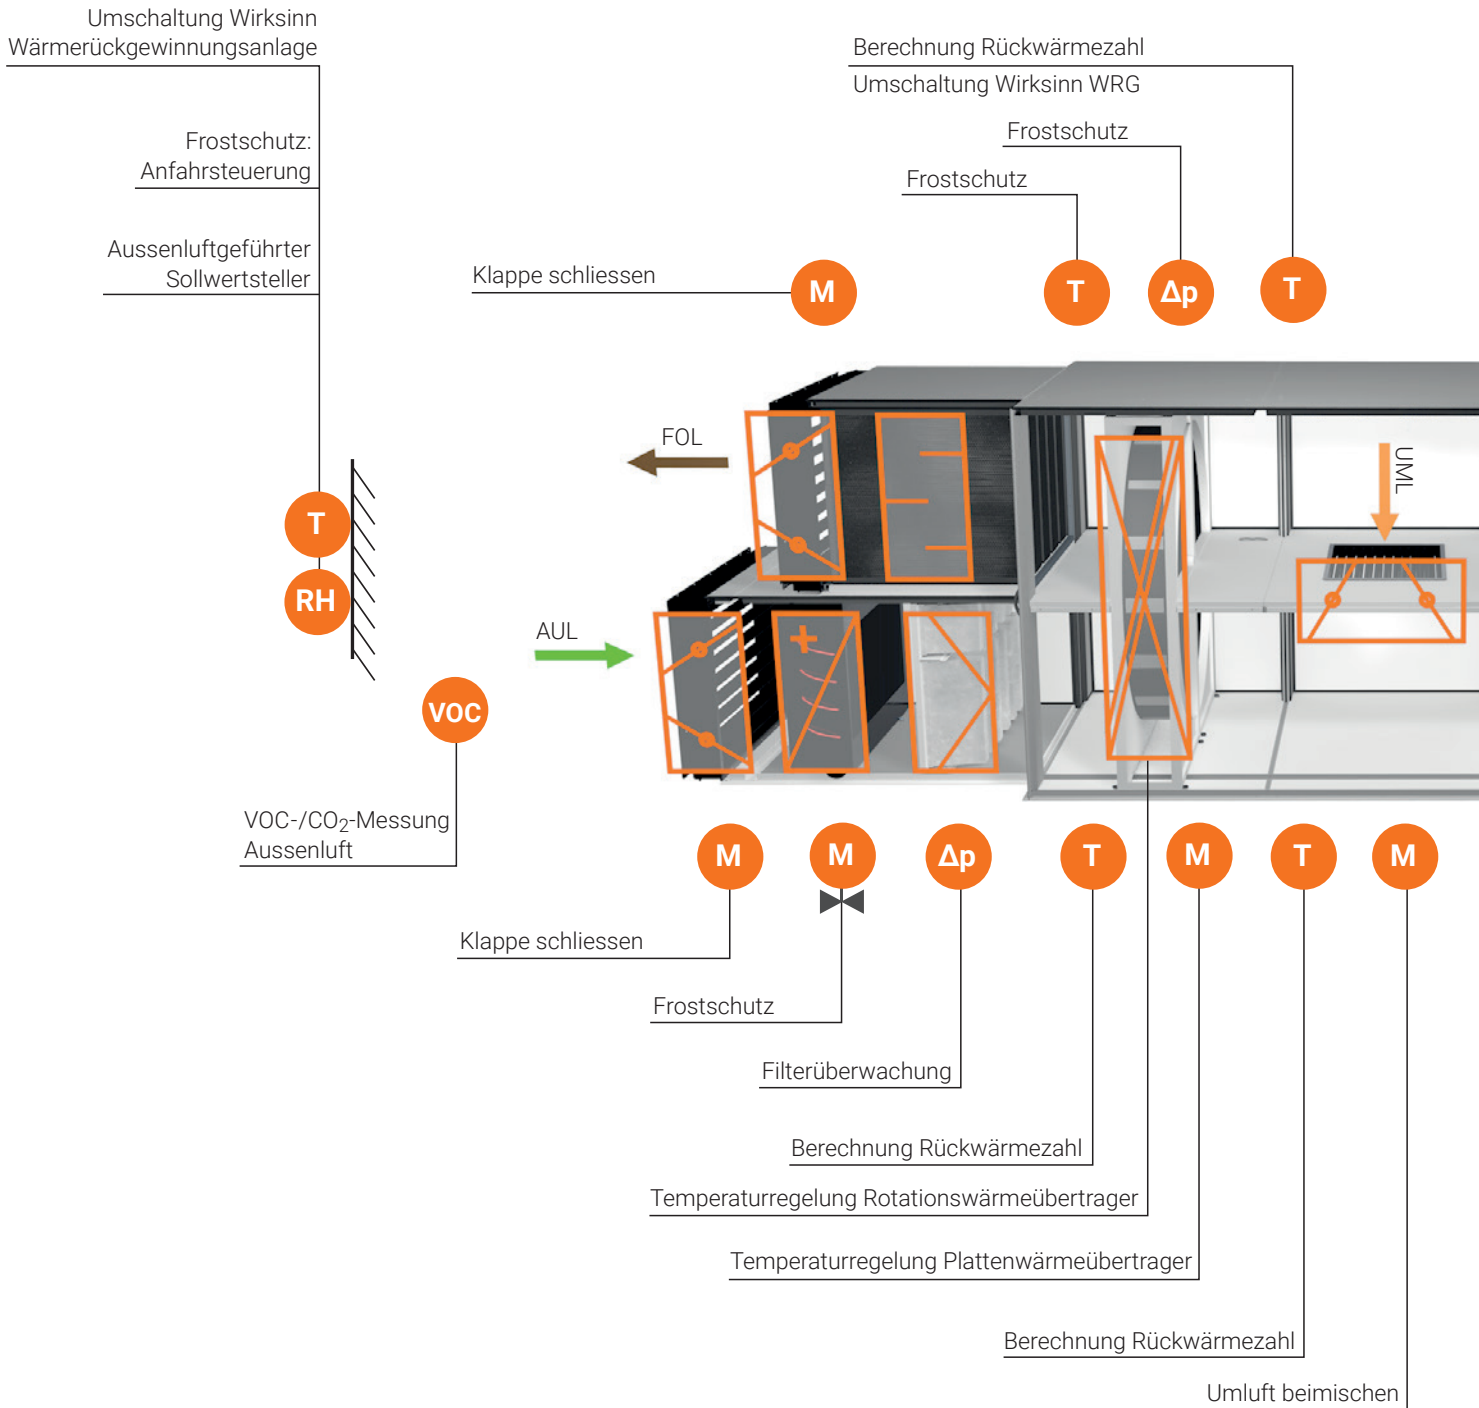 Umschaltung Wirksinn
Wärmerückgewinnungsanlage
Frostschutz:
Anfahrsteuerung
Aussenluftgeführter
Sollwertsteller
Berechnung Rückwärmezahl
Umschaltung Wirksinn WRG
Frostschutz
Frostschutz
Klappe schliessen
M
T
Δp
T
FOL
UML
T
RH
AUL
VOC
VOC-/CO₂-Messung
Aussenluft
M
M
Δp
T
M
T
M
Klappe schliessen
Frostschutz
Filterüberwachung
Berechnung Rückwärmezahl
Temperaturregelung Rotationswärmeübertrager
Temperaturregelung Plattenwärmeübertrager
Berechnung Rückwärmezahl
Umluft beimischen